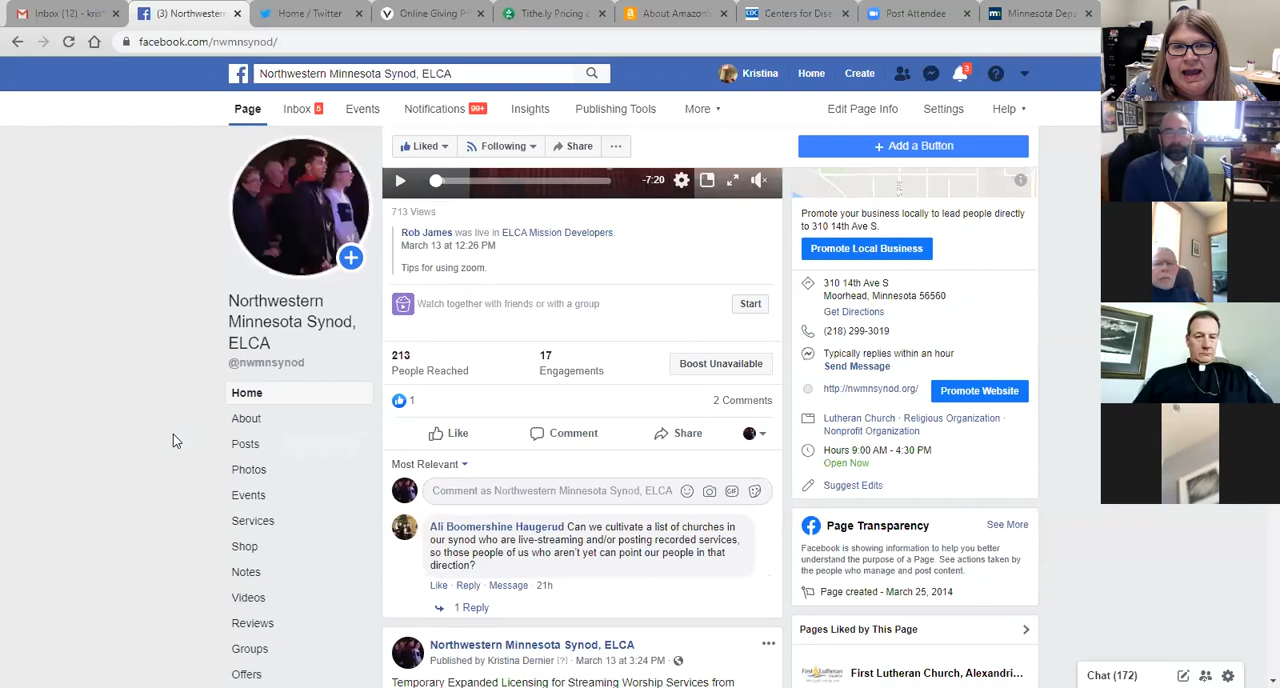 Inbox (12) - kris
(3) Northwestern
Home / Twitter
Online Giving P
Tithe.ly Pricing
About Amazon
Centers for Dise
Post Attendee
Minnesota Dep
facebook.com/nwmnsynod/
Northwestern Minnesota Synod, ELCA
Kristina
Home
Create
3
Page
Inbox 5
Events
Notifications 99+
Insights
Publishing Tools
More
Edit Page Info
Settings
Help
Northwestern
Minnesota Synod,
ELCA
@nwmnsynod
Home
About
Posts
Photos
Events
Services
Shop
Notes
Videos
Reviews
Groups
Offers
Liked
Following
Share
+ Add a Button
-7:20
713 Views
Rob James was live in ELCA Mission Developers.
March 13 at 12:26 PM
Tips for using zoom.
Watch together with friends or with a group
Start
213
People Reached
17
Engagements
Boost Unavailable
1
2 Comments
Like
Comment
Share
Most Relevant
Comment as Northwestern Minnesota Synod, ELCA
GIF
Ali Boomershine Haugerud Can we cultivate a list of churches in
our synod who are live-streaming and/or posting recorded services,
so those people of us who aren't yet can point our people in that
direction?
Like · Reply · Message · 21h
1 Reply
Northwestern Minnesota Synod, ELCA
Published by Kristina Dernier [?] · March 13 at 3:24 PM ·
Temporary Expanded Licensing for Streaming Worship Services from
Promote your business locally to lead people directly
to 310 14th Ave S.
Promote Local Business
310 14th Ave S
Moorhead, Minnesota 56560
Get Directions
(218) 299-3019
Typically replies within an hour
Send Message
http://nwmnsynod.org/
Promote Website
Lutheran Church · Religious Organization ·
Nonprofit Organization
Hours 9:00 AM - 4:30 PM
Open Now
Suggest Edits
Page Transparency
See More
Facebook is showing information to help you better
understand the purpose of a Page. See actions taken by
the people who manage and post content.
Page created - March 25, 2014
Pages Liked by This Page
First Lutheran Church, Alexandri...
Chat (172)